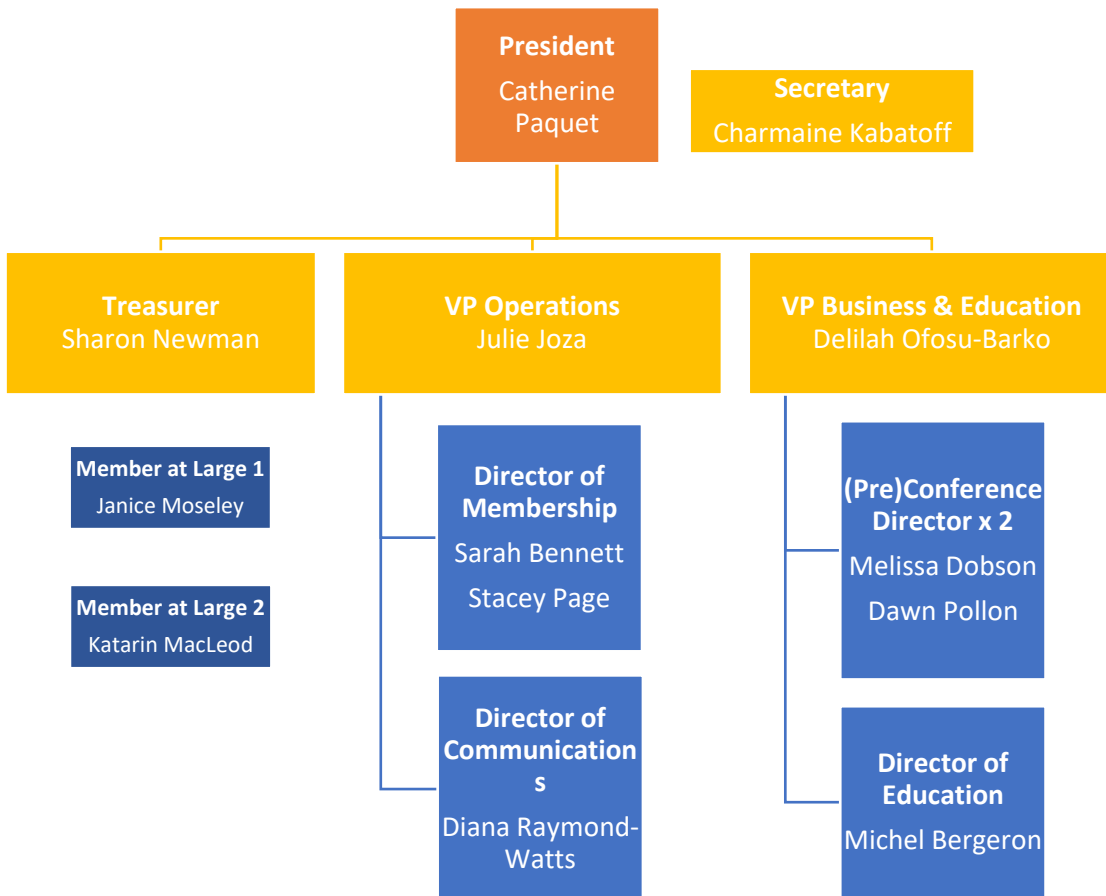 President
Catherine
Paquet
Secretary
Charmaine Kabatoff
Treasurer
Sharon Newman
VP Operations
Julie Joza
VP Business & Education
Delilah Ofosu-Barko
Member at Large 1
Janice Moseley
Member at Large 2
Katarin MacLeod
Director of
Membership
Sarah Bennett
Stacey Page
Director of
Communication
s
Diana Raymond-
Watts
(Pre)Conference
Director x 2
Melissa Dobson
Dawn Pollon
Director of
Education
Michel Bergeron